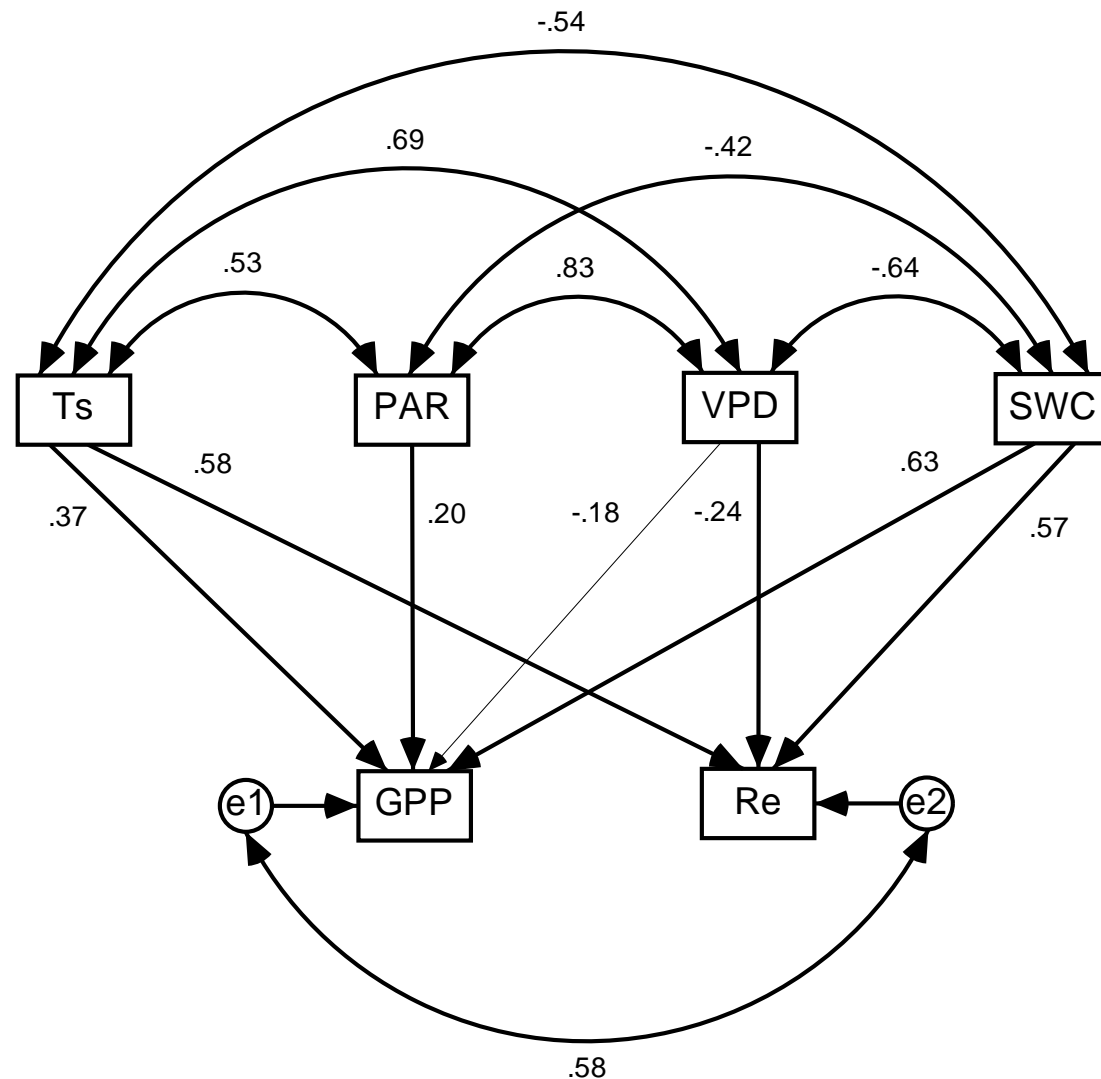 -.54
.69
-.42
.53
.83
-.64
Ts
PAR
VPD
SWC
.58
.63
.37
.20
-.18
-.24
.57
e1
GPP
Re
e2
.58